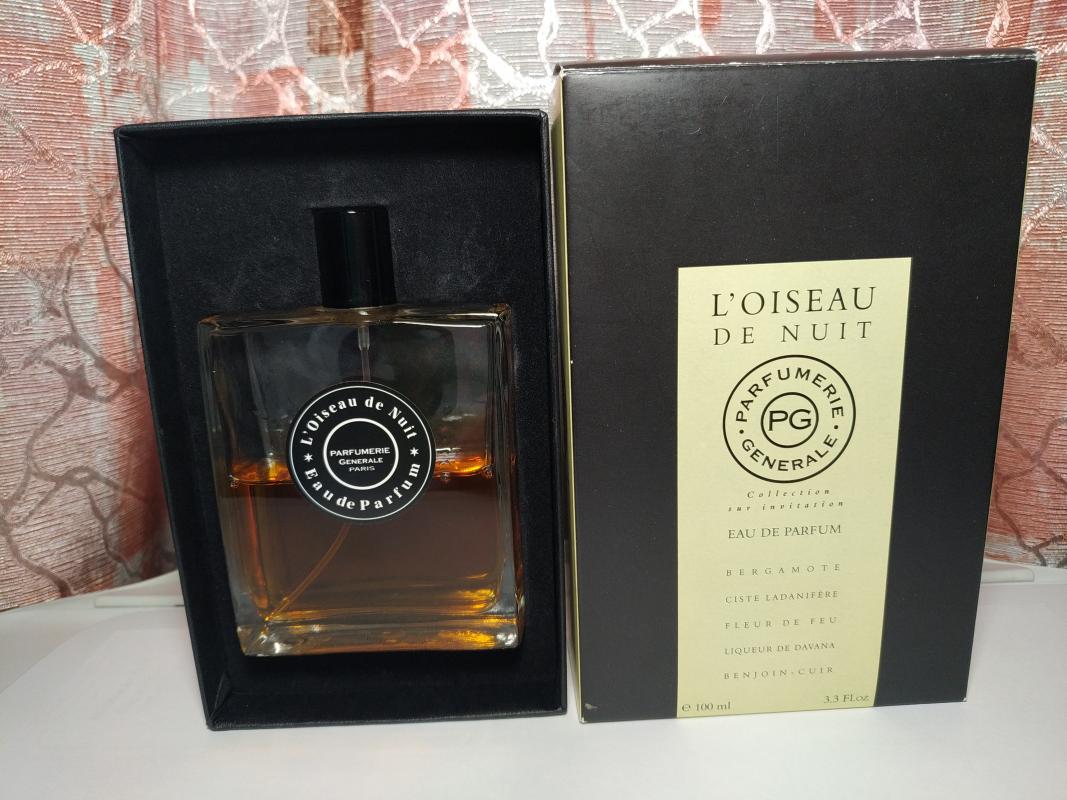 L'Oiseau de Nuit
PARFUMERIE
GENERALE
PARIS
Eau de Parfum
L'OISEAU
DE NUIT
PARFUMERIE
PG
GENERALE
Collection
sur invitation
EAU DE PARFUM
BERGAMOTE
CISTE LADANIFÈRE
FLEUR DE FEU
LIQUEUR DE DAVANA
BENJOIN-CUIR
℮ 100 ml
3.3 Fl.oz